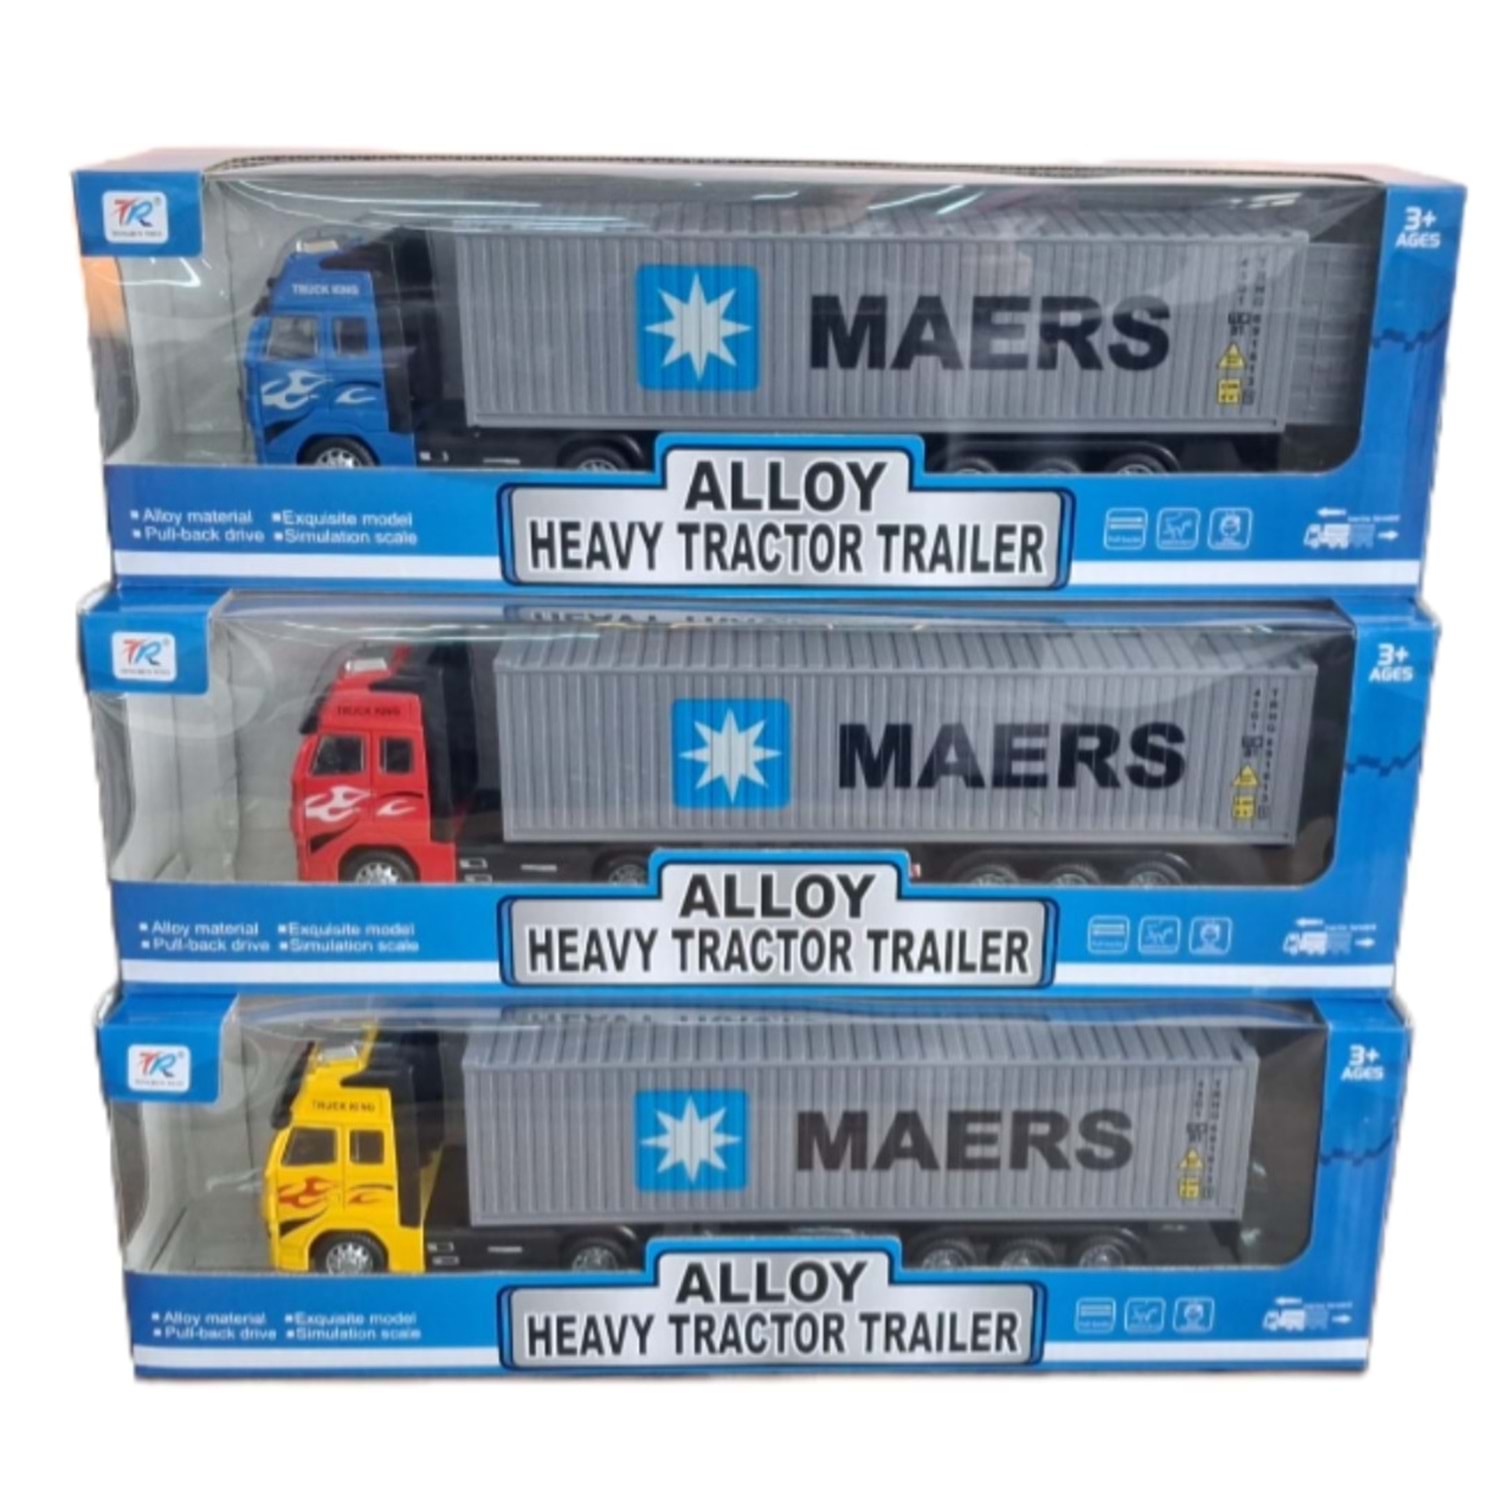 TR
3+
AGES
TRUCK KING
MAERS
ALLOY
HEAVY TRACTOR TRAILER
▪ Alloy material ▪ Exquisite model
▪ Pull-back drive ▪ Simulation scale
TR
3+
AGES
TRUCK KING
MAERS
ALLOY
HEAVY TRACTOR TRAILER
▪ Alloy material ▪ Exquisite model
▪ Pull-back drive ▪ Simulation scale
TR
3+
AGES
TRUCK KING
MAERS
ALLOY
HEAVY TRACTOR TRAILER
▪ Alloy material ▪ Exquisite model
▪ Pull-back drive ▪ Simulation scale